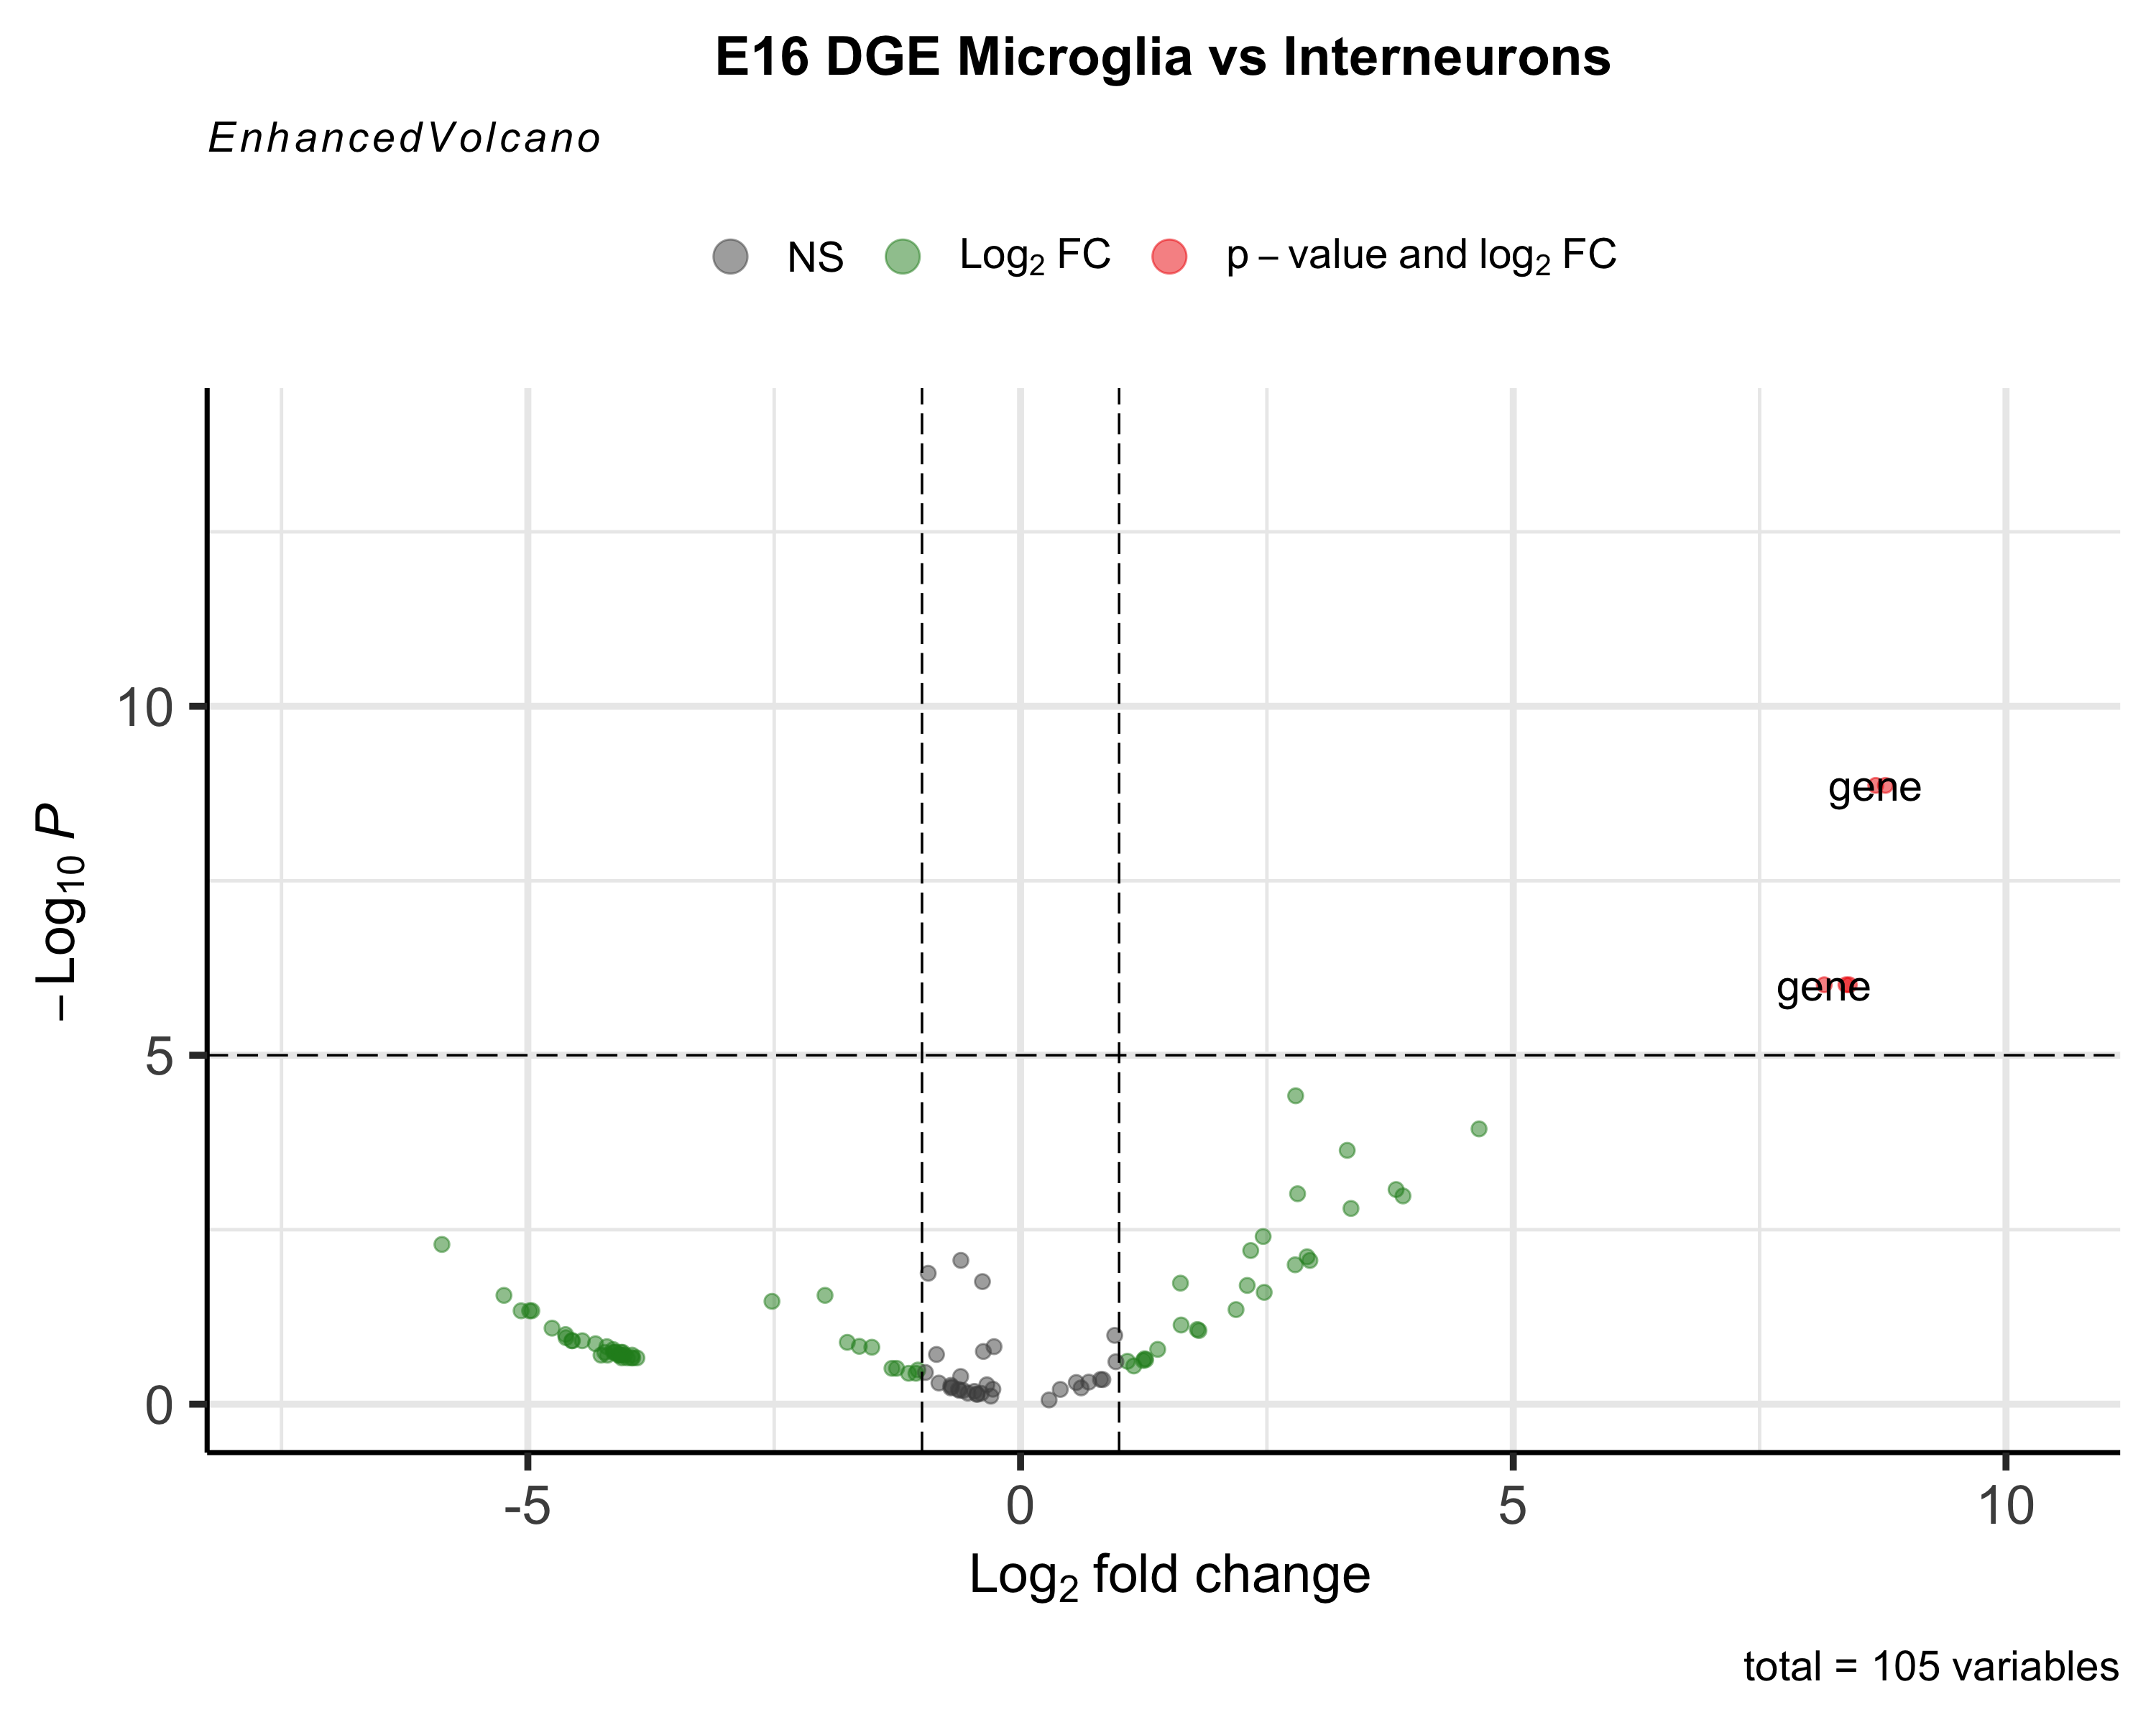 E16 DGE Microglia vs Interneurons
EnhancedVolcano
NS Log₂ FC p – value and log₂ FC
– Log₁₀ P
10
5
0
gene
gene
-5 0 5 10
Log₂ fold change
total = 105 variables